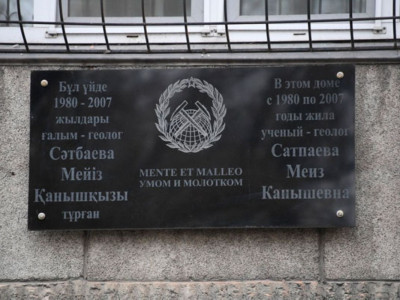 Бұл үйде
1980 - 2007
жылдары
ғалым - геолог
Сәтбаева
Мейіз
Қанышқызы
тұрған
MENTE ET MALLEO
УМОМ И МОЛОТКОМ
В этом доме
с 1980 по 2007
годы жила
ученый - геолог
Сатпаева
Меиз
Канышевна